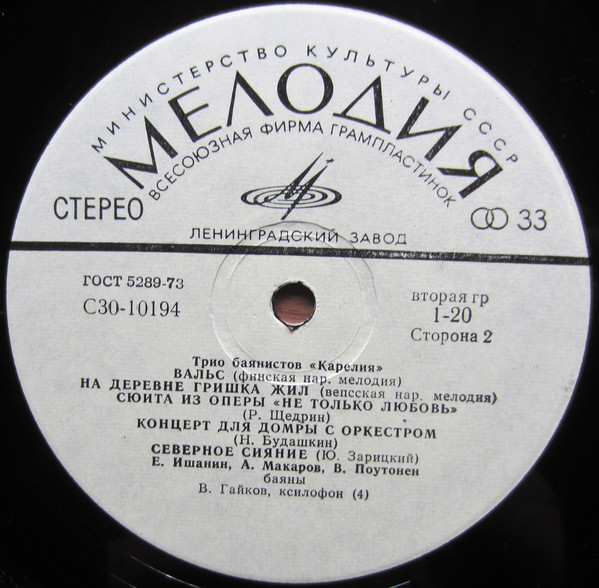 МИНИСТЕРСТВО КУЛЬТУРЫ СССР
МЕЛОДИЯ
ВСЕСОЮЗНАЯ ФИРМА ГРАМПЛАСТИНОК
СТЕРЕО
33
ЛЕНИНГРАДСКИЙ ЗАВОД
ГОСТ 5289-73
С30-10194
вторая гр
1-20
Сторона 2
Трио баянистов «Карелия»
ВАЛЬС (финская нар. мелодия)
НА ДЕРЕВНЕ ГРИШКА ЖИЛ (вепсская нар. мелодия)
СЮИТА ИЗ ОПЕРЫ «НЕ ТОЛЬКО ЛЮБОВЬ»
(Р. Щедрин)
КОНЦЕРТ ДЛЯ ДОМРЫ С ОРКЕСТРОМ
(Н. Будашкин)
СЕВЕРНОЕ СИЯНИЕ (Ю. Зарицкий)
Е. Ишанин, А. Макаров, В. Поутонен
баяны
В. Гайков, ксилофон (4)